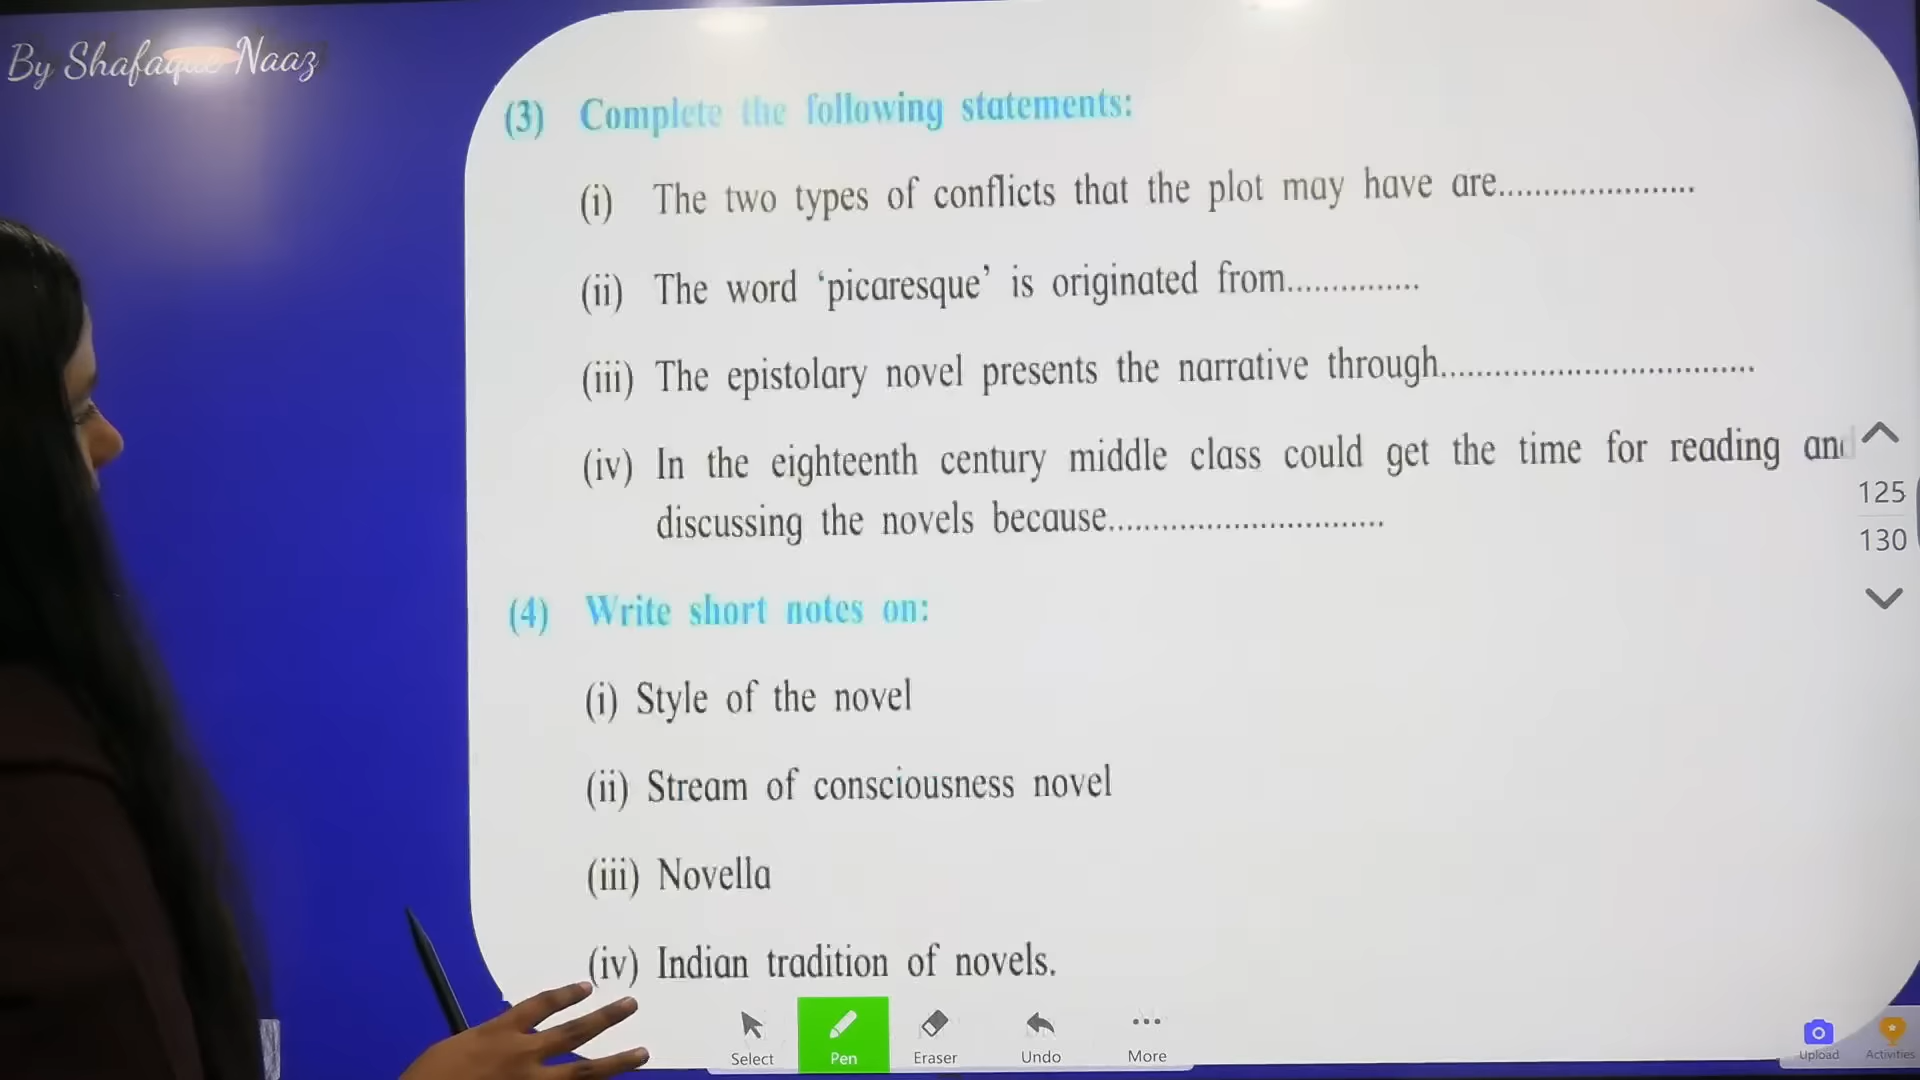 By Shafaque Naaz
(3) Complete the following statements:
(i) The two types of conflicts that the plot may have are......................
(ii) The word ‘picaresque’ is originated from...............
(iii) The epistolary novel presents the narrative through...................................
(iv) In the eighteenth century middle class could get the time for reading and
discussing the novels because...............................
125
130
(4) Write short notes on:
(i) Style of the novel
(ii) Stream of consciousness novel
(iii) Novella
(iv) Indian tradition of novels.
Select Pen Eraser Undo More
Upload Activities